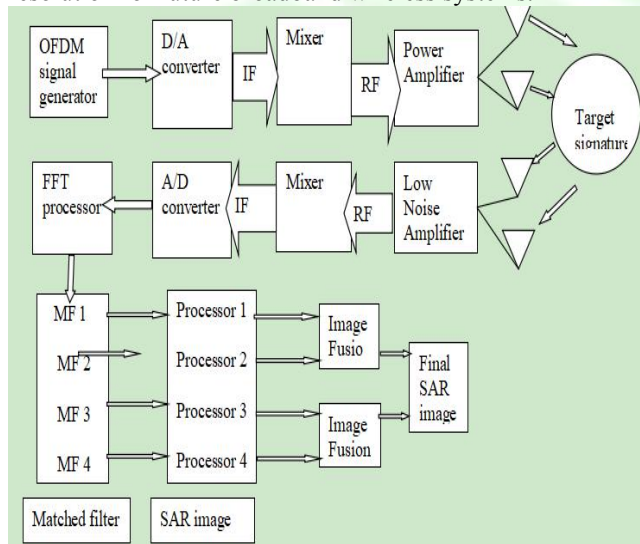 OFDM
signal
generator
D/A
converter
IF
Mixer
RF
Power
Amplifier
Target
signature
FFT
processor
A/D
converter
IF
Mixer
RF
Low
Noise
Amplifier
MF 1
MF 2
MF 3
MF 4
Processor 1
Processor 2
Processor 3
Processor 4
Image
Fusio
Image
Fusion
Final
SAR
image
Matched filter
SAR image